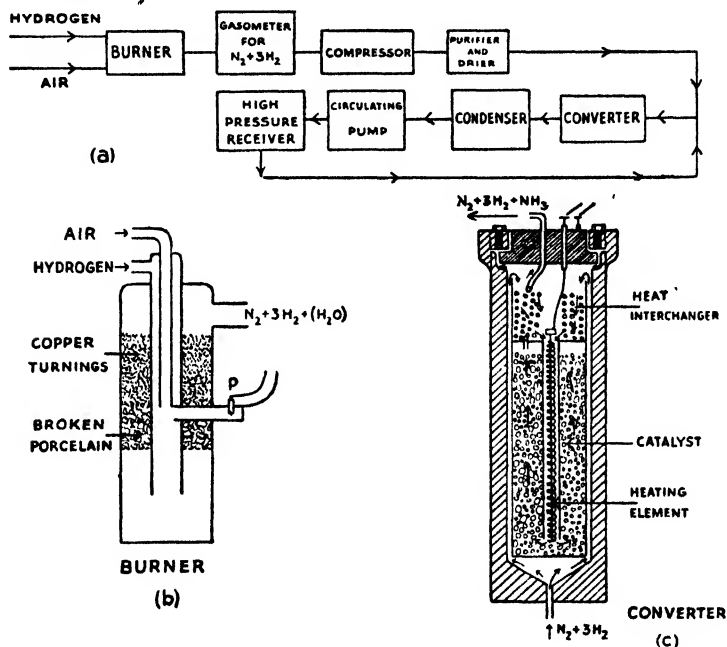 HYDROGEN
AIR
BURNER
GASOMETER
FOR
N₂+3H₂
COMPRESSOR
PURIFIER
AND
DRIER
HIGH
PRESSURE
RECEIVER
CIRCULATING
PUMP
CONDENSER
CONVERTER
(a)
AIR
HYDROGEN
N₂+3H₂+(H₂O)
COPPER
TURNINGS
P
BROKEN
PORCELAIN
BURNER
(b)
N₂+3H₂+NH₃
HEAT
INTERCHANGER
CATALYST
HEATING
ELEMENT
N₂+3H₂
CONVERTER
(c)